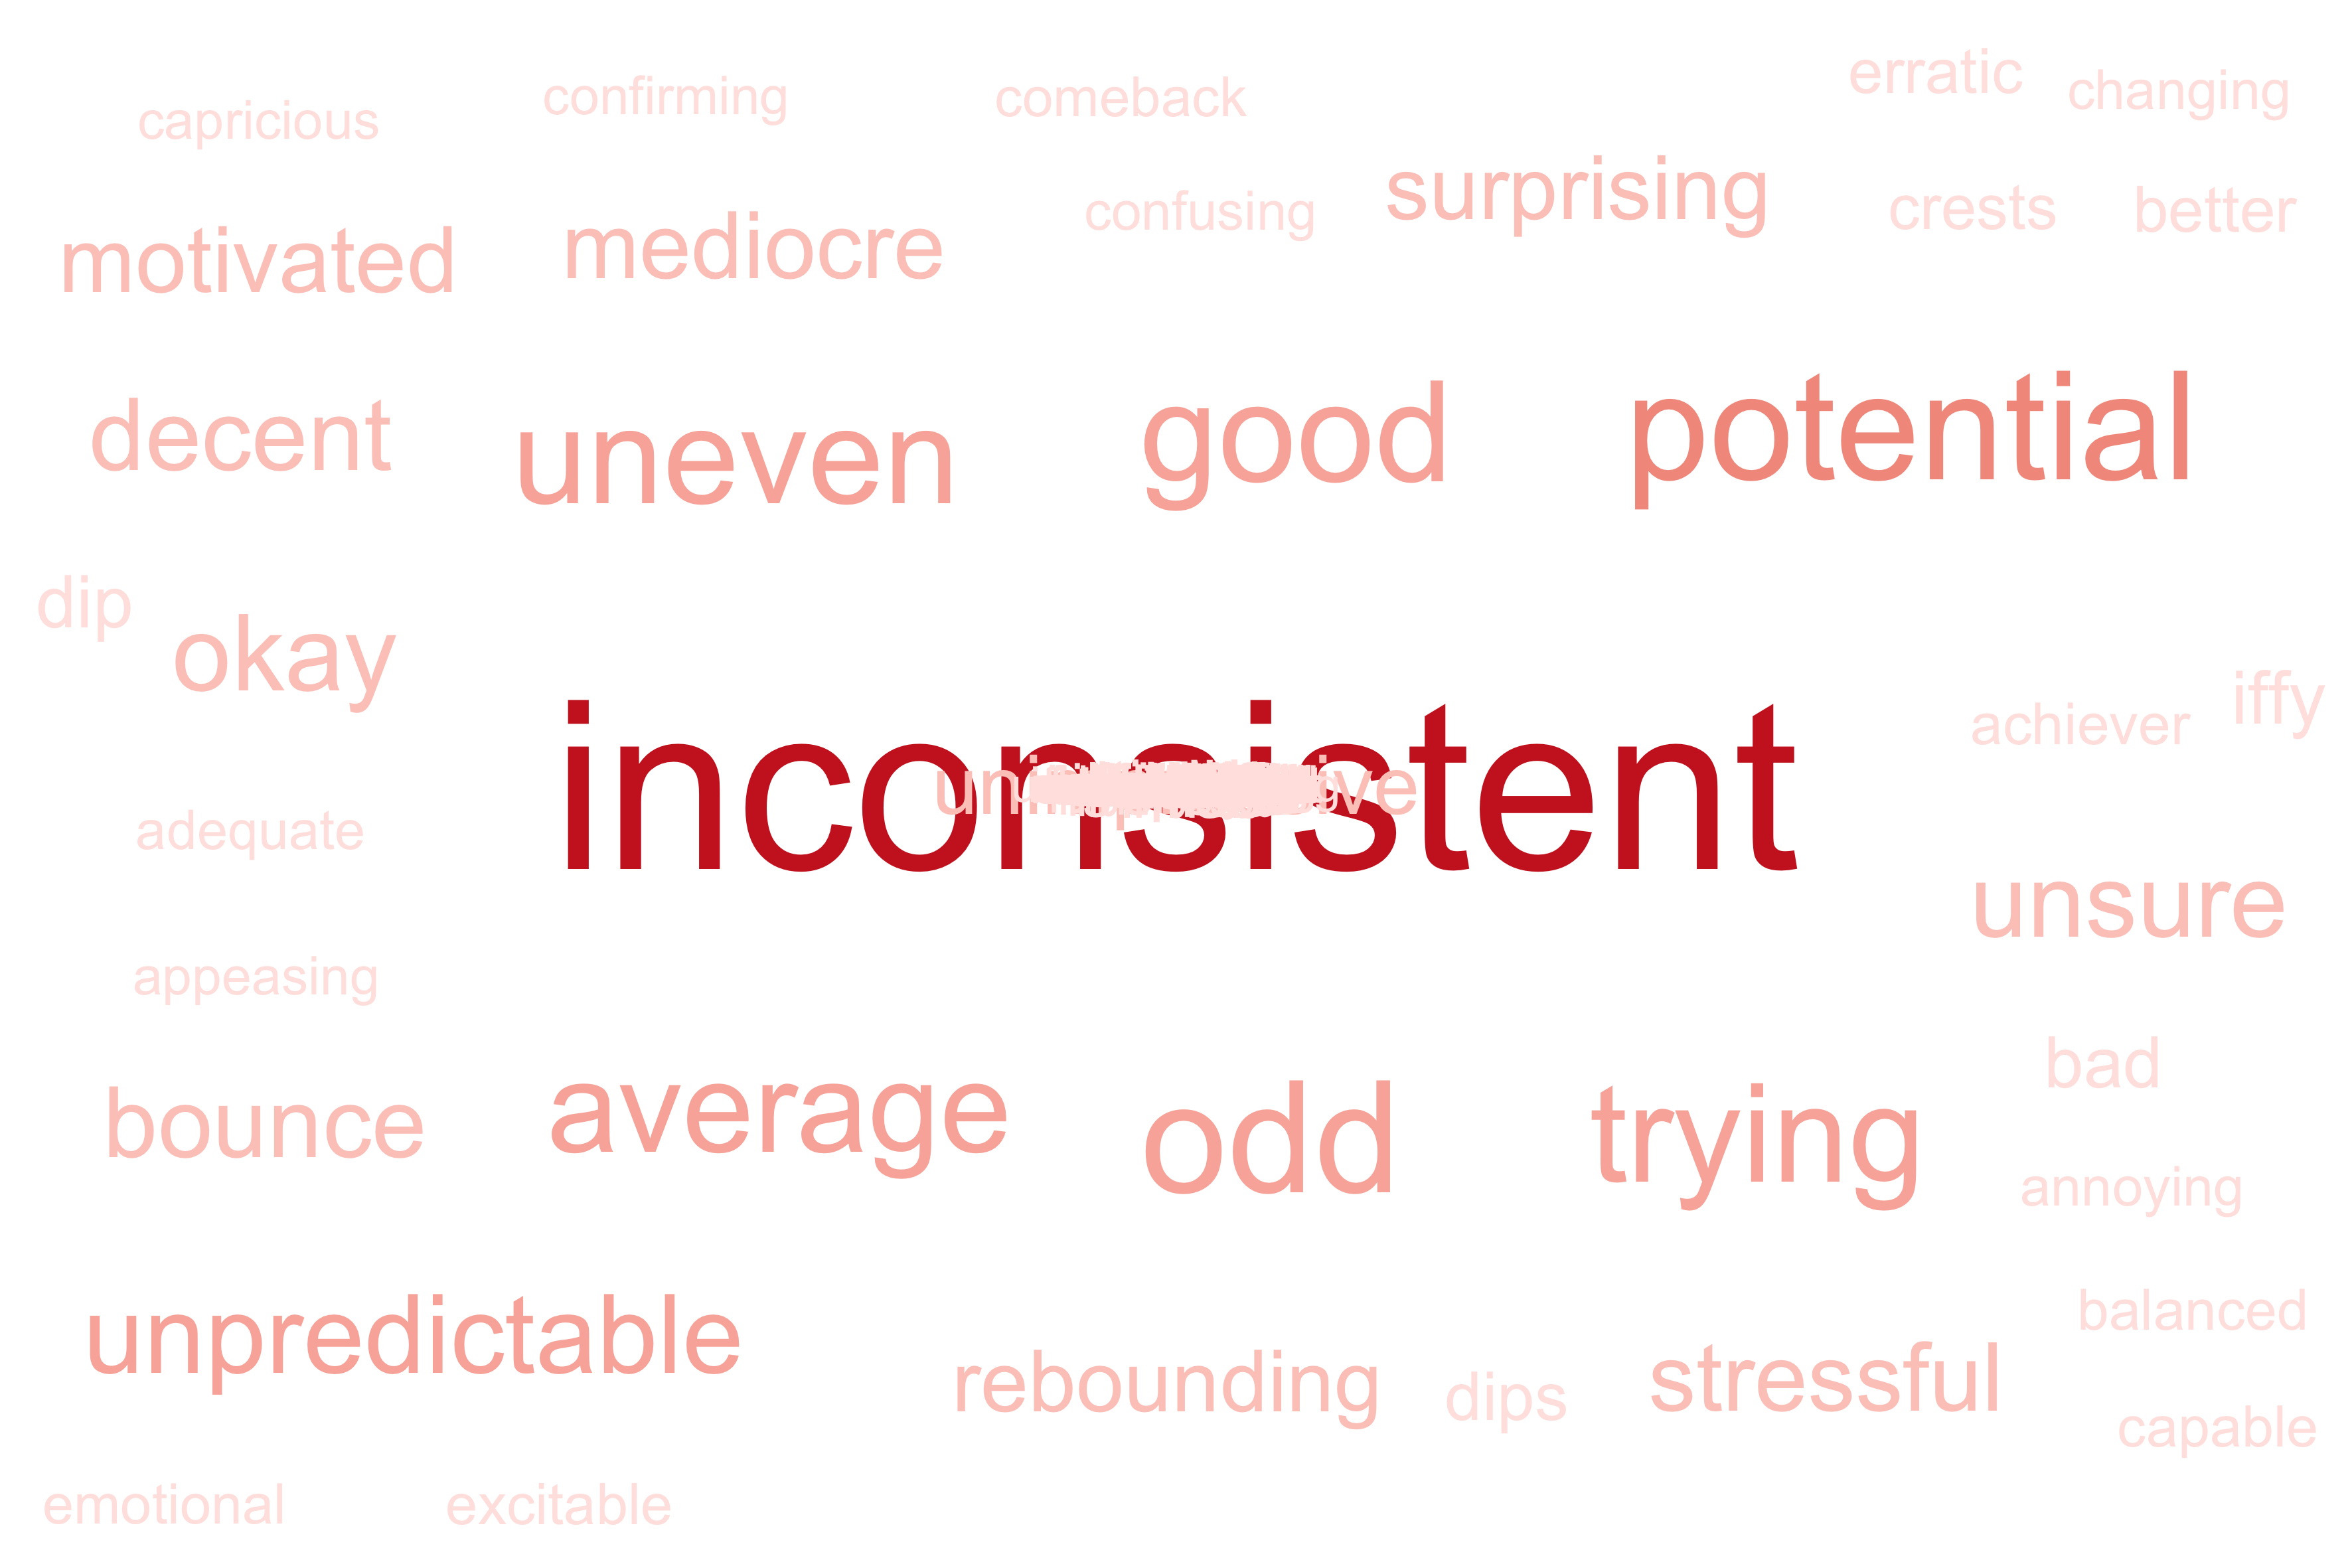 erratic
changing
confirming
comeback
capricious
surprising
confusing
crests
better
motivated
mediocre
decent
uneven
good
potential
dip
okay
iffy
achiever
inconsistent
adequate
unsure
appeasing
bad
bounce
average
odd
trying
annoying
balanced
unpredictable
rebounding
dips
stressful
capable
emotional
excitable